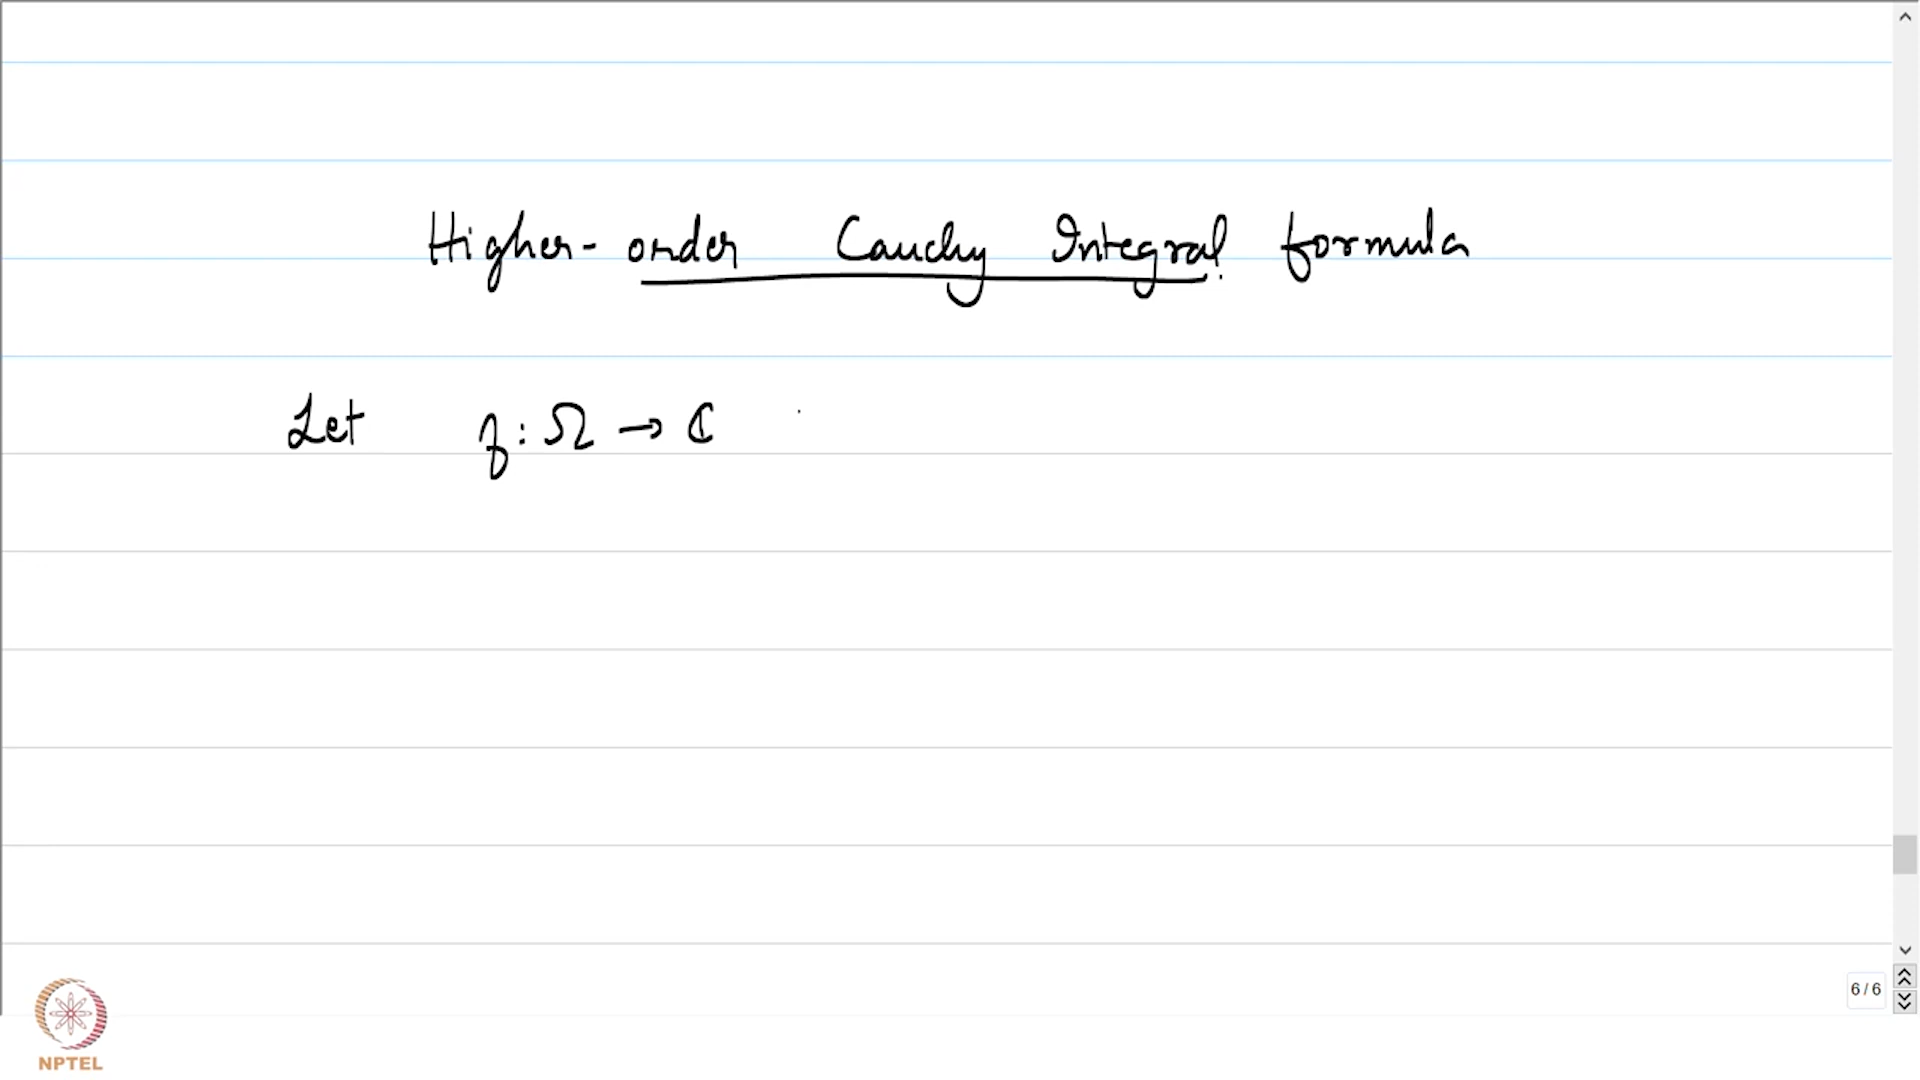 Higher-order Cauchy Integral formula
Let f: Ω → ℂ
6 / 6
NPTEL